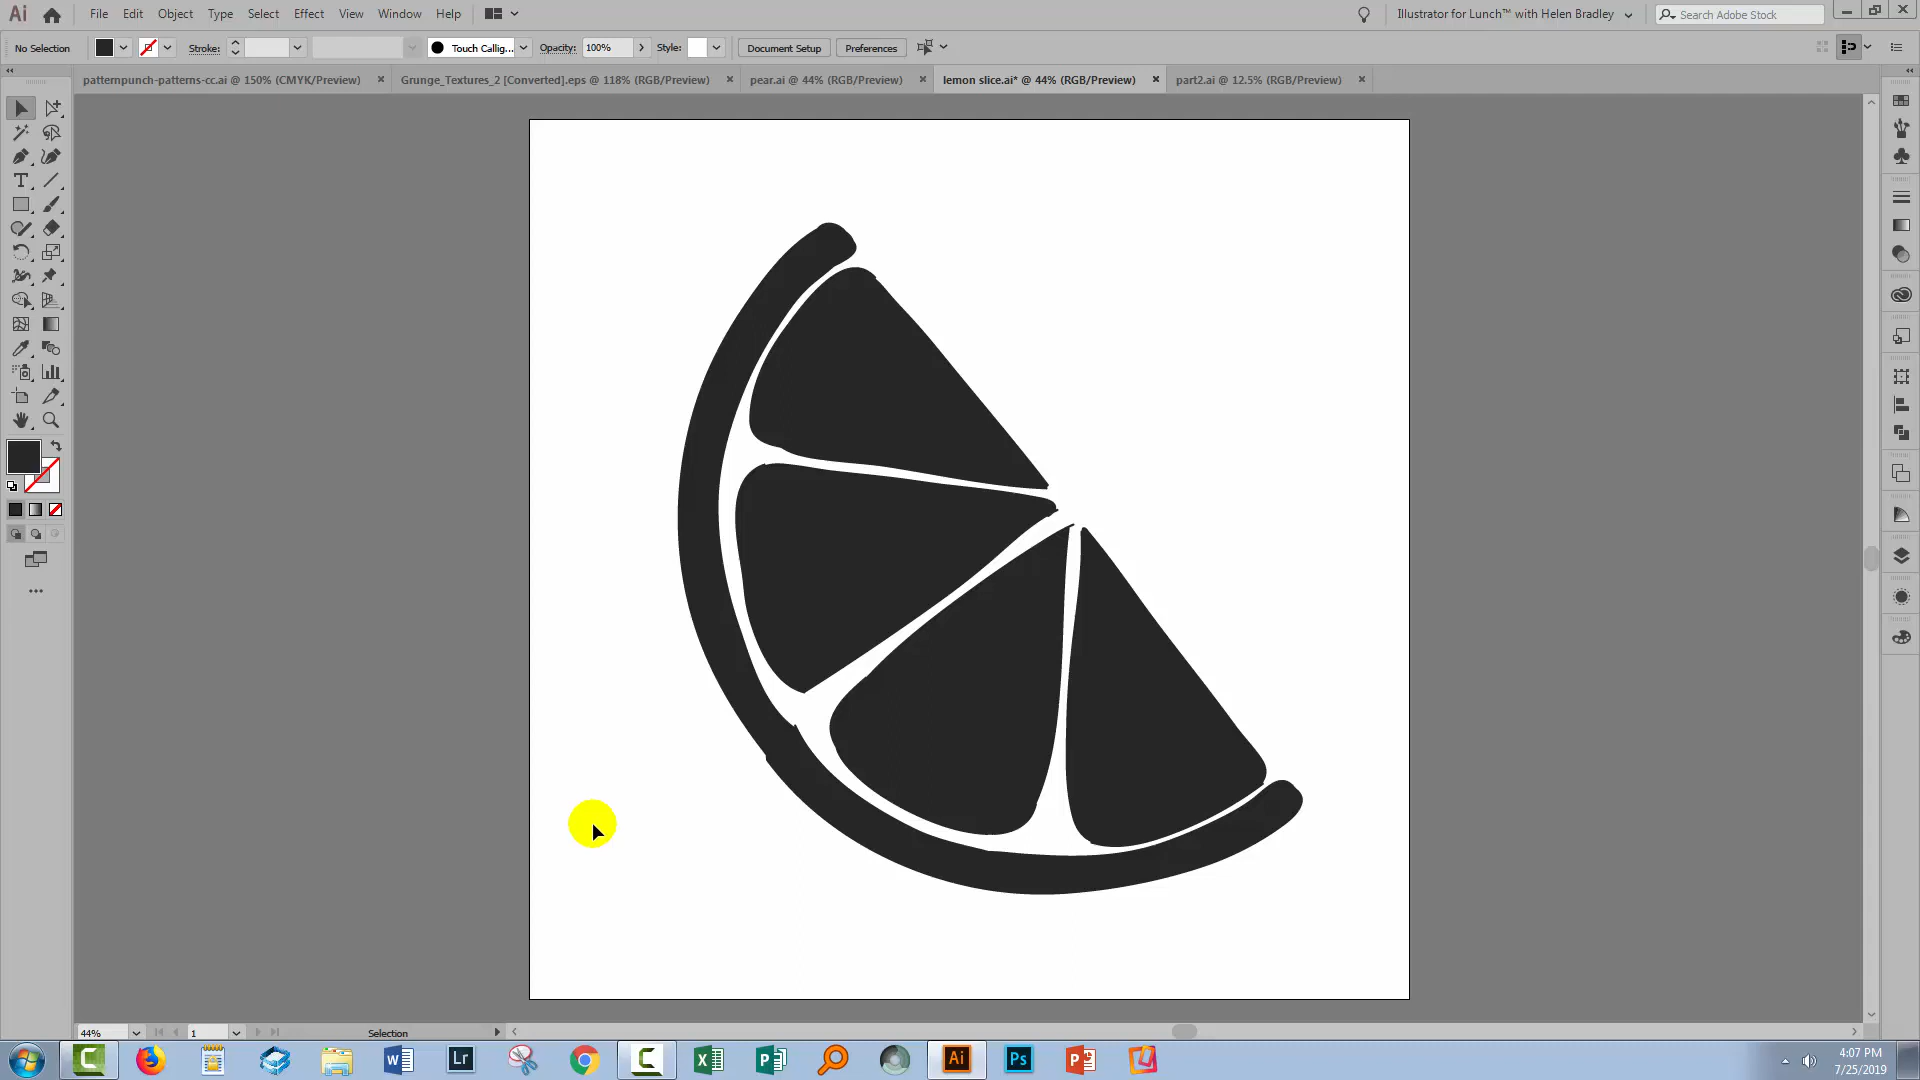 Ai File Edit Object Type Select Effect View Window Help Illustrator for Lunch™ with Helen Bradley Search Adobe Stock
No Selection Stroke: Touch Callig... Opacity: 100% Style: Document Setup Preferences
patternpunch-patterns-cc.ai @ 150% (CMYK/Preview) Grunge_Textures_2 [Converted].eps @ 118% (RGB/Preview) pear.ai @ 44% (RGB/Preview) lemon slice.ai* @ 44% (RGB/Preview) part2.ai @ 12.5% (RGB/Preview)
44% 1 Selection
Lr Ai Ps 4:07 PM
7/25/2019